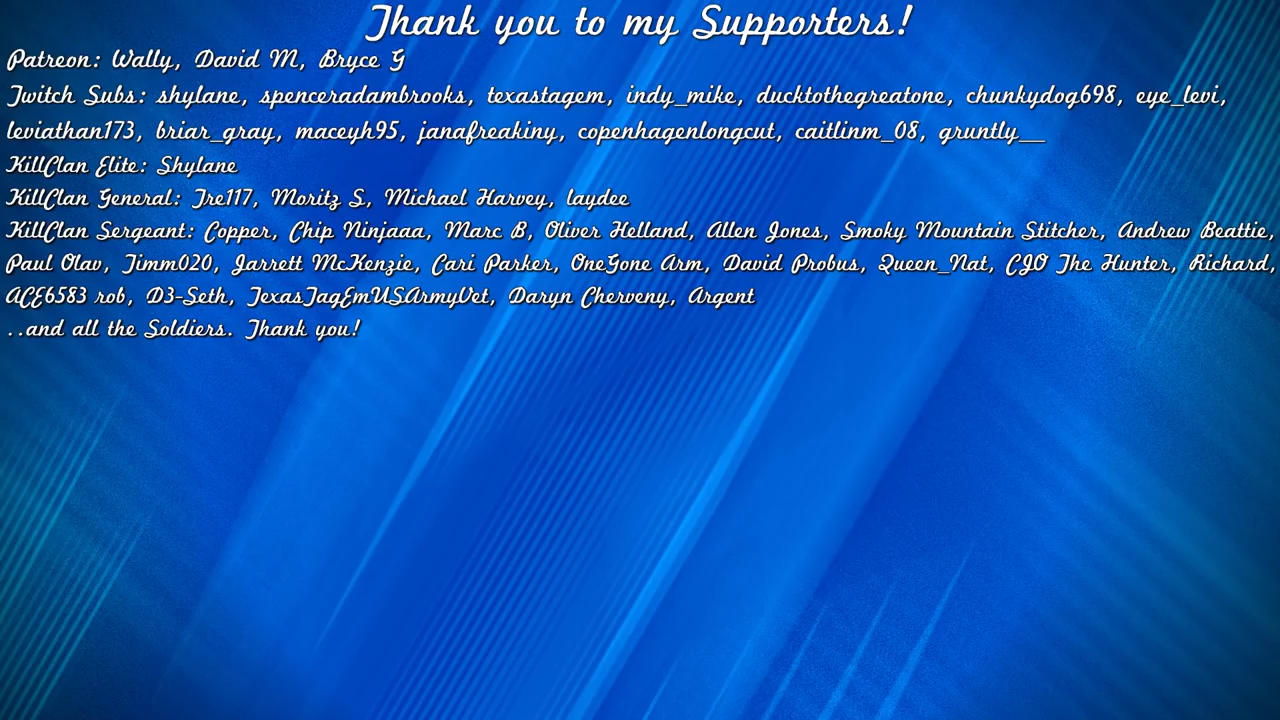 Thank you to my Supporters!
Patreon: Wally, David M, Bryce G
Twitch Subs: shylane, spenceradambrooks, texastagem, indy_mike, ducktothegreatone, chunkydog698, eye_levi,
leviathan173, briar_gray, maceyh95, janafreakiny, copenhagenlongcut, caitlinm_08, gruntly__
KillClan Elite: Shylane
KillClan General: Tre117, Moritz S, Michael Harvey, laydee
KillClan Sergeant: Copper, Chip Ninjaaa, Marc B, Oliver Helland, Allen Jones, Smoky Mountain Stitcher, Andrew Beattie,
Paul Olav, Timm020, Jarrett McKenzie, Cari Parker, OneGone Arm, David Probus, Queen_Nat, CJO The Hunter, Richard,
ACE6583 rob, D3-Seth, TexasTagEmUSArmyVet, Daryn Cherveny, Argent
..and all the Soldiers. Thank you!